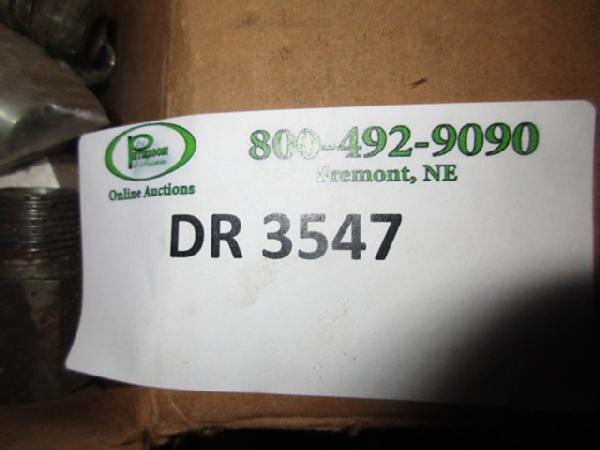 800-492-9090
Fremont, NE
Online Auctions
DR 3547